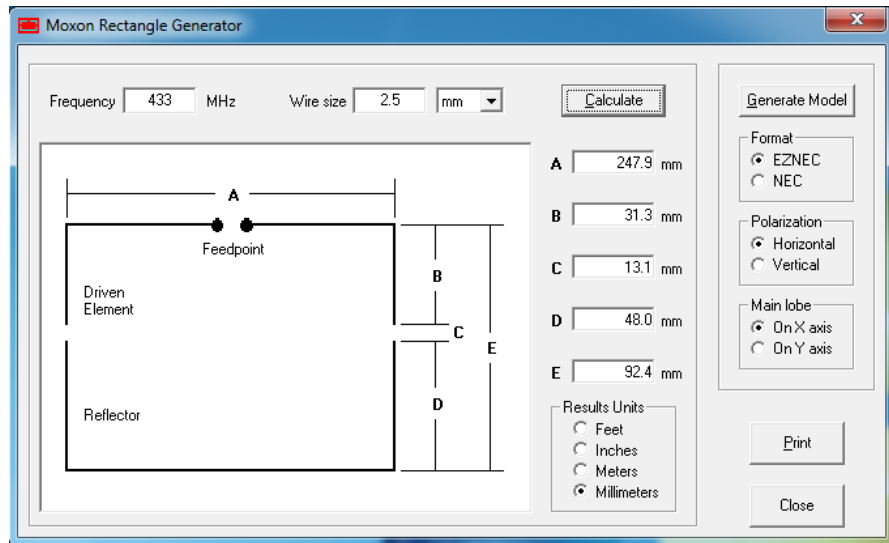 Moxon Rectangle Generator
Frequency 433 MHz Wire size 2.5 mm Calculate
A
Feedpoint
Driven
Element
B
C
E
Reflector
D
A 247.9 mm
B 31.3 mm
C 13.1 mm
D 48.0 mm
E 92.4 mm
Results Units
Feet
Inches
Meters
Millimeters
Generate Model
Format
EZNEC
NEC
Polarization
Horizontal
Vertical
Main lobe
On X axis
On Y axis
Print
Close